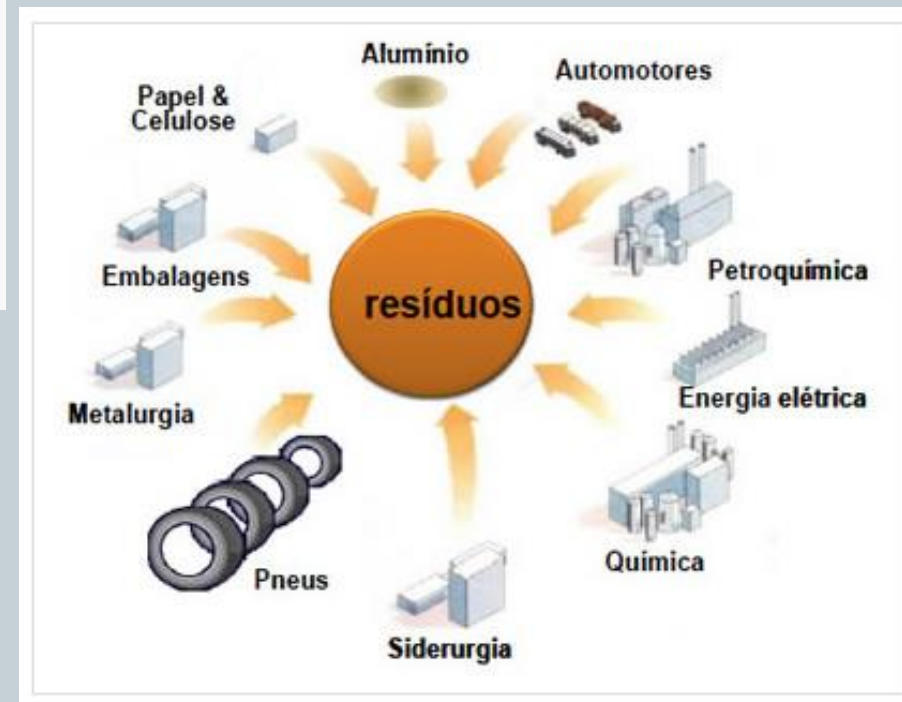 Alumínio
Automotores
Papel &
Celulose
Petroquímica
Embalagens
resíduos
Energia elétrica
Metalurgia
Química
Pneus
Siderurgia